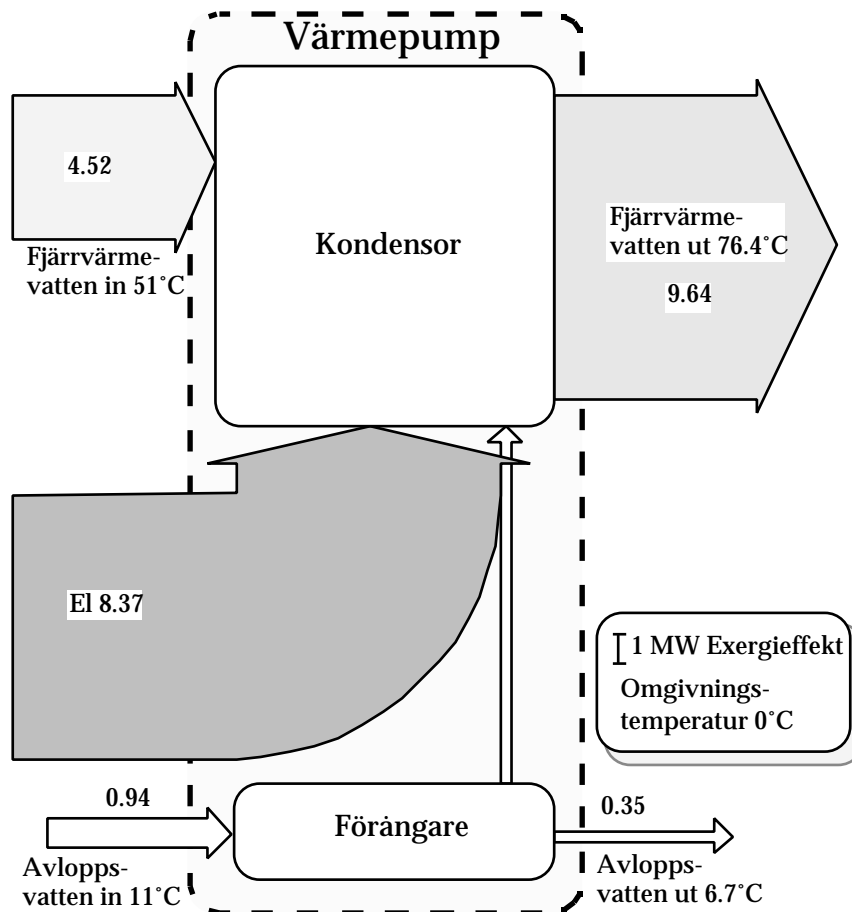 Värmepump
4.52
Fjärrvärme-
vatten in 51°C
Kondensor
Fjärrvärme-
vatten ut 76.4°C
9.64
El 8.37
1 MW Exergieffekt
Omgivnings-
temperatur 0°C
0.94
Avlopps-
vatten in 11°C
Förångare
0.35
Avlopps-
vatten ut 6.7°C